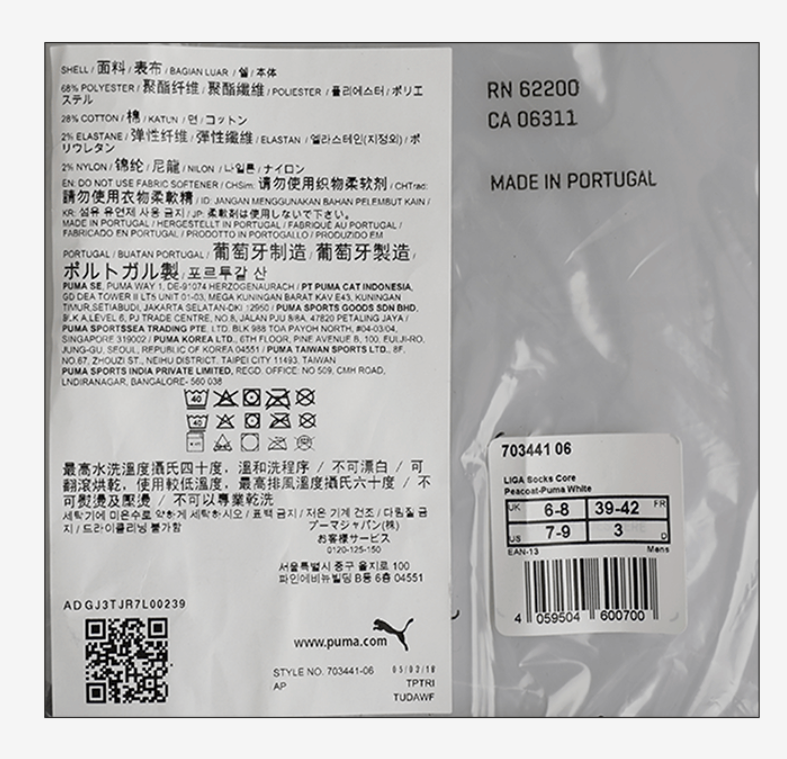 SHELL / 面料 / 表布 / BAGIAN LUAR / 쉘 / 本体
68% POLYESTER / 聚酯纤维 / 聚酯纖維 / POLIESTER / 폴리에스터 / ポリエ
ステル
28% COTTON / 棉 / KATUN / 면 / コットン
2% ELASTANE / 弹性纤维 / 彈性纖維 / ELASTAN / 엘라스테인(지정외) / ポ
リウレタン
2% NYLON / 锦纶 / 尼龍 / NILON / 나일론 / ナイロン
EN: DO NOT USE FABRIC SOFTENER / CHSim: 请勿使用织物柔软剂 / CHTrad:
請勿使用衣物柔軟精 / ID: JANGAN MENGGUNAKAN BAHAN PELEMBUT KAIN /
KR: 섬유 유연제 사용 금지 / JP: 柔軟剤は使用しないで下さい。
MADE IN PORTUGAL / HERGESTELLT IN PORTUGAL / FABRIQUÉ AU PORTUGAL /
FABRICADO EN PORTUGAL / PRODOTTO IN PORTOGALLO / PRODUZIDO EM
PORTUGAL / BUATAN PORTUGAL / 葡萄牙制造 / 葡萄牙製造 /
ポルトガル製 / 포르투갈 산
PUMA SE, PUMA WAY 1, DE-91074 HERZOGENAURACH / PT PUMA CAT INDONESIA,
GD DEA TOWER II LT5 UNIT 01-03, MEGA KUNINGAN BARAT KAV E43, KUNINGAN
TIMUR,SETIABUDI, JAKARTA SELATAN-DKI 12950 / PUMA SPORTS GOODS SDN BHD,
B.K A,LEVEL 6, PJ TRADE CENTRE, NO.8, JALAN PJU 8/8A, 47820 PETALING JAYA /
PUMA SPORTSSEA TRADING PTE. LTD. BLK 988 TOA PAYOH NORTH, #04-03/04,
SINGAPORE 319002 / PUMA KOREA LTD., 6TH FLOOR, PINE AVENUE B, 100, EULJI-RO,
JUNG-GU, SEOUL, REPUBLIC OF KOREA 04551 / PUMA TAIWAN SPORTS LTD., 8F,
NO.67, ZHOUZI ST., NEIHU DISTRICT, TAIPEI CITY 11493, TAIWAN
PUMA SPORTS INDIA PRIVATE LIMITED, REGD. OFFICE: NO 509, CMH ROAD,
LNDIRANAGAR, BANGALORE- 560 038
40
40
最高水洗溫度攝氏四十度，溫和洗程序 / 不可漂白 / 可
翻滾烘乾，使用較低溫度，最高排風溫度攝氏六十度 / 不
可熨燙及壓燙 / 不可以專業乾洗
세탁기에 미온수로 약하게 세탁하시오 / 표백 금지 / 저온 기계 건조 / 다림질 금
지 / 드라이클리닝 불가함
プーマジャパン(株)
お客様サービス
0120-125-150
서울특별시 중구 을지로 100
파인에비뉴빌딩 B동 6층 04551
ADGJ3TJR7L00239
www.puma.com
STYLE NO. 703441-06 05/02/18
AP TPTRI
TUDAWF
RN 62200
CA 06311
MADE IN PORTUGAL
703441 06
LIGA Socks Core
Peacoat-Puma White
UK 6-8 39-42 FR
US 7-9 3 D
EAN-13 Mens
4 059504 600700